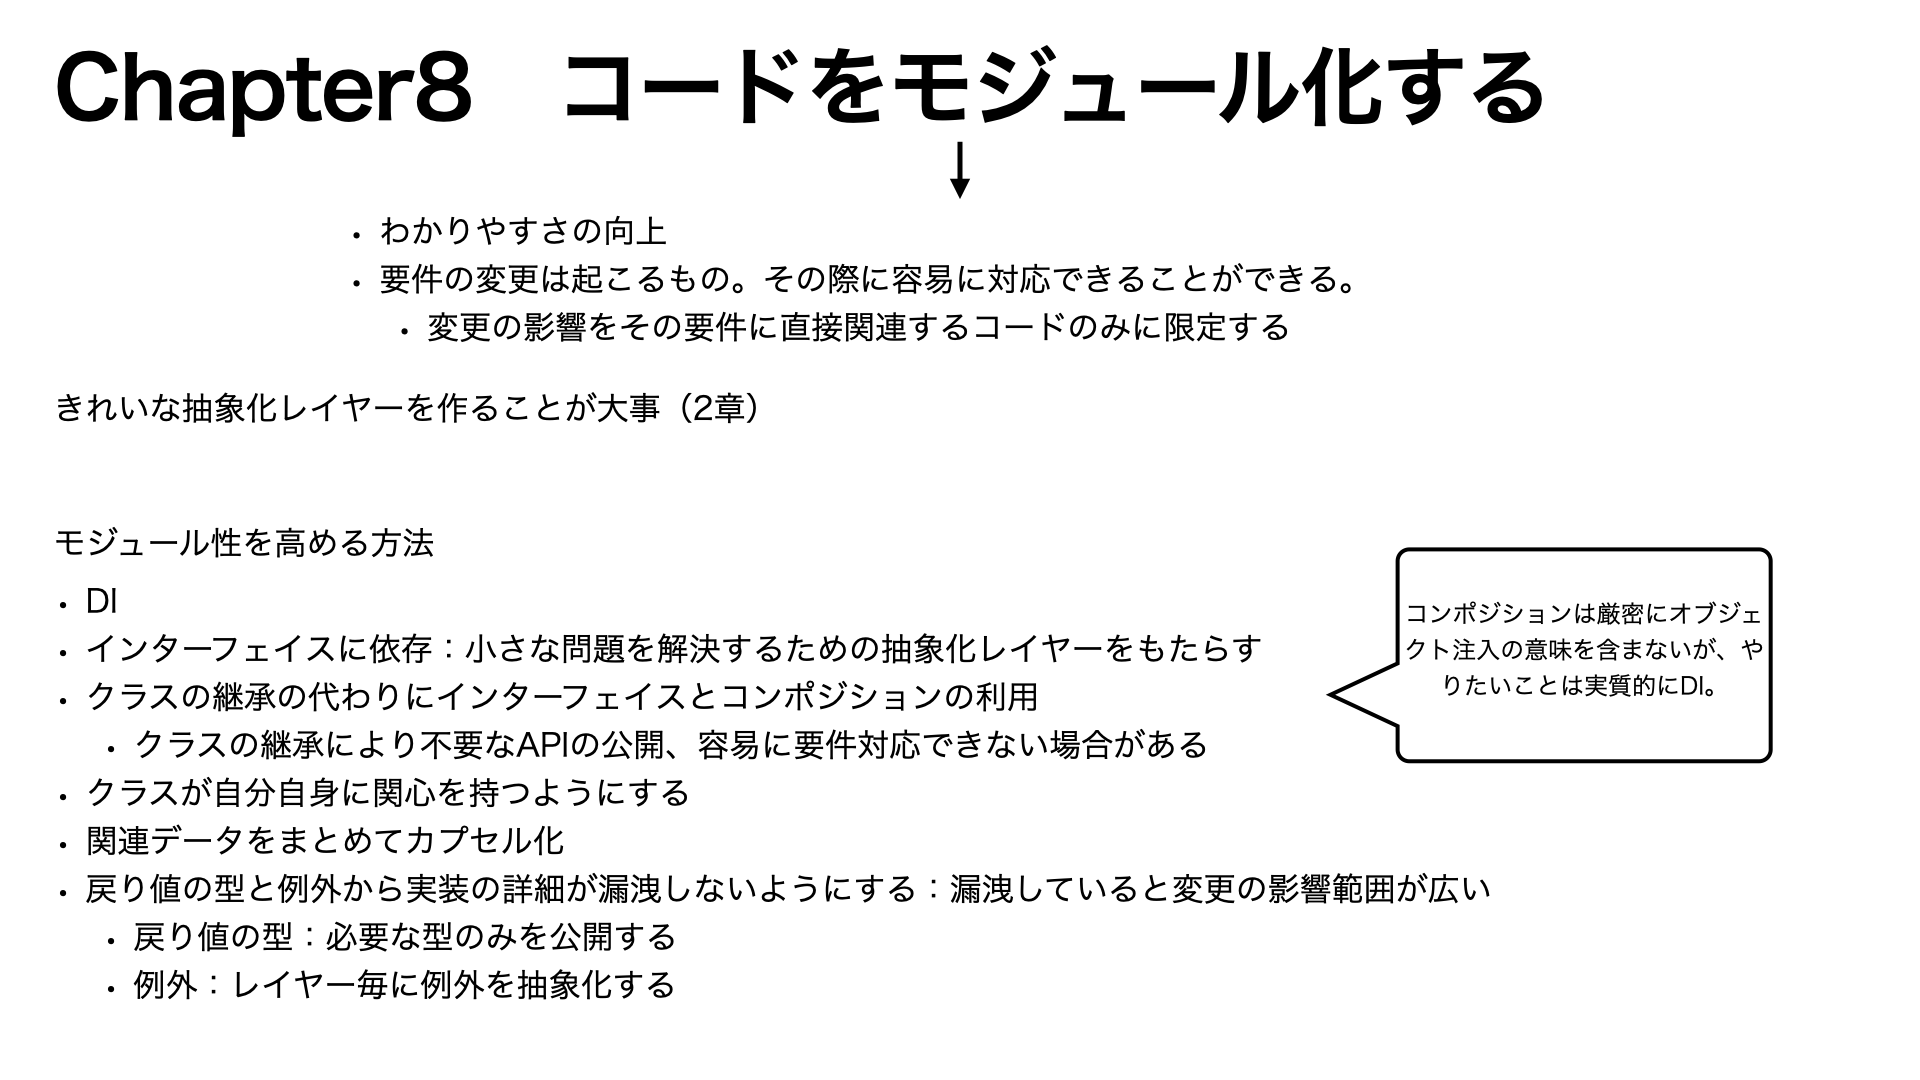 Chapter8　コードをモジュール化する
・わかりやすさの向上
・要件の変更は起こるもの。その際に容易に対応できることができる。
・変更の影響をその要件に直接関連するコードのみに限定する
きれいな抽象化レイヤーを作ることが大事（2章）
モジュール性を高める方法
・DI
・インターフェイスに依存：小さな問題を解決するための抽象化レイヤーをもたらす
・クラスの継承の代わりにインターフェイスとコンポジションの利用
・クラスの継承により不要なAPIの公開、容易に要件対応できない場合がある
・クラスが自分自身に関心を持つようにする
・関連データをまとめてカプセル化
・戻り値の型と例外から実装の詳細が漏洩しないようにする：漏洩していると変更の影響範囲が広い
・戻り値の型：必要な型のみを公開する
・例外：レイヤー毎に例外を抽象化する
コンポジションは厳密にオブジェ
クト注入の意味を含まないが、や
りたいことは実質的にDI。